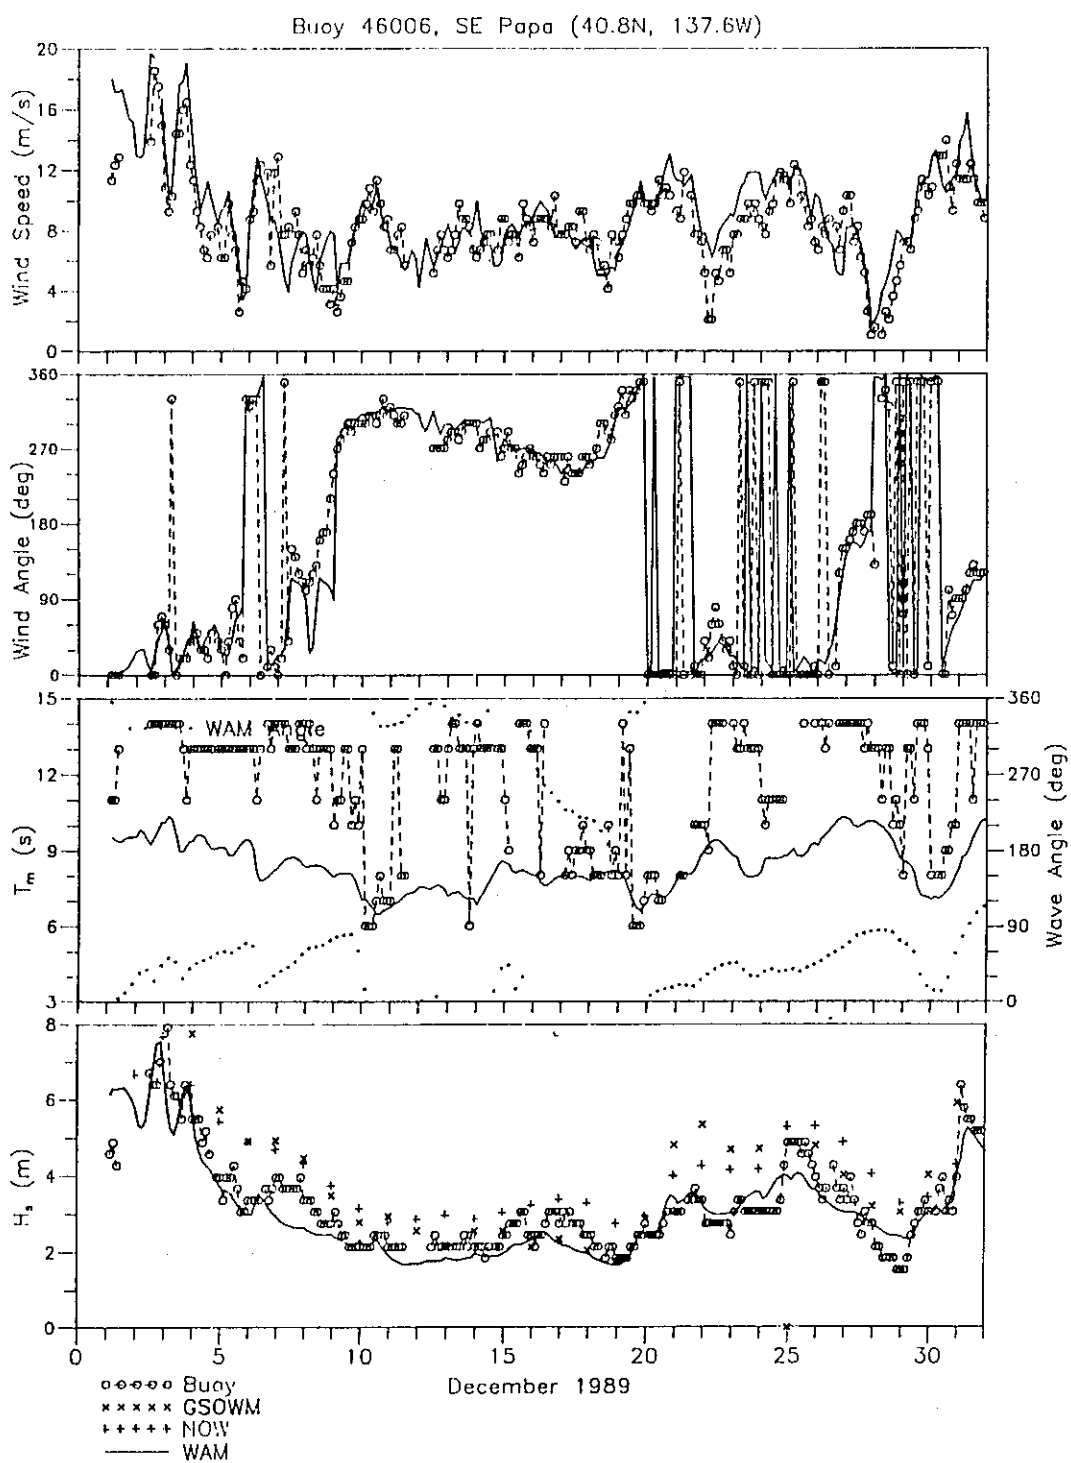 Buoy 46006, SE Papa (40.8N, 137.6W)
20
16
12
8
4
0
Wind Speed (m/s)
360
270
180
90
0
Wind Angle (deg)
15
12
9
6
3
T_m (s)
WAM Angle
360
270
180
90
0
Wave Angle (deg)
8
6
4
2
0
H_s (m)
0 5 10 15 20 25 30
December 1989
Buoy
GSOWM
NOW
WAM